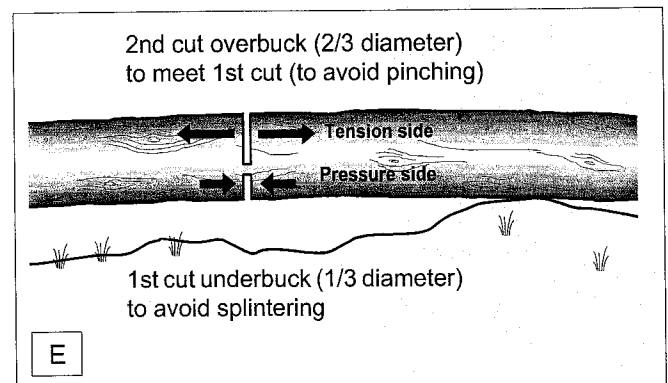 2nd cut overbuck (2/3 diameter)
to meet 1st cut (to avoid pinching)
Tension side
Pressure side
1st cut underbuck (1/3 diameter)
to avoid splintering
E